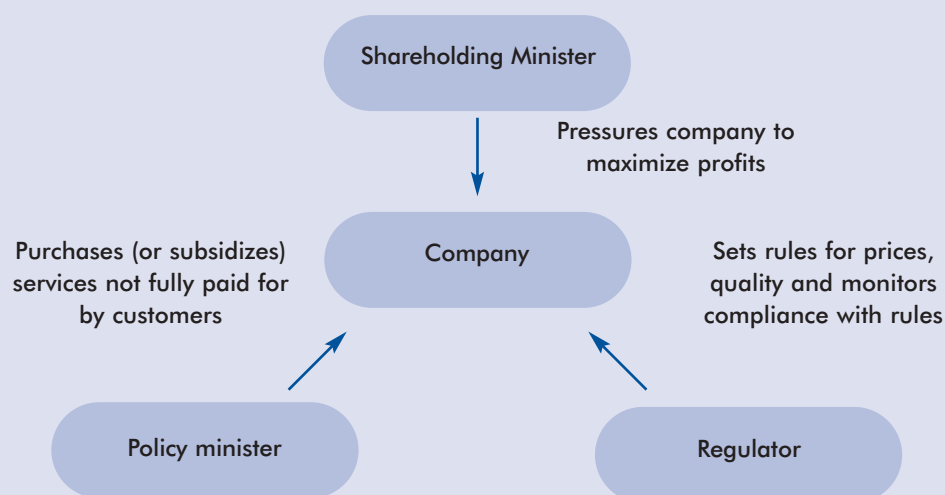 Shareholding Minister
Pressures company to
maximize profits
Company
Purchases (or subsidizes)
services not fully paid for
by customers
Sets rules for prices,
quality and monitors
compliance with rules
Policy minister
Regulator